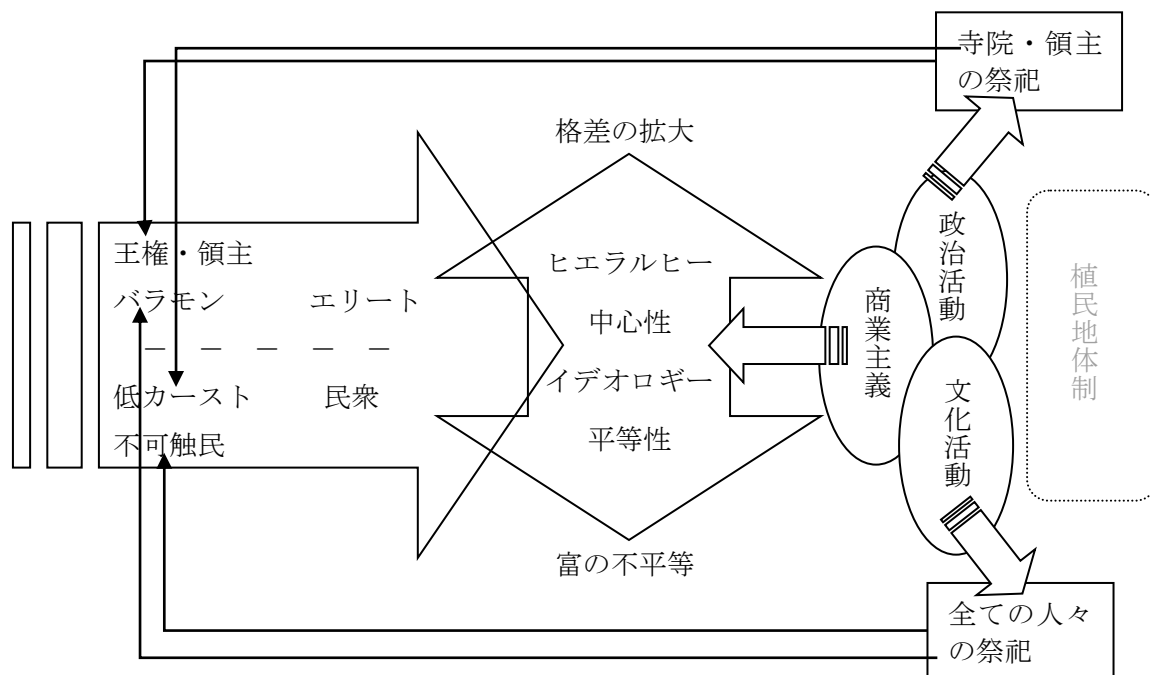 寺院・領主
の祭祀
格差の拡大
王権・領主
バラモン
エリート
低カースト
民衆
不可触民
ヒエラルヒー
中心性
イデオロギー
平等性
富の不平等
商業主義
政治活動
文化活動
植民地体制
全ての人々
の祭祀